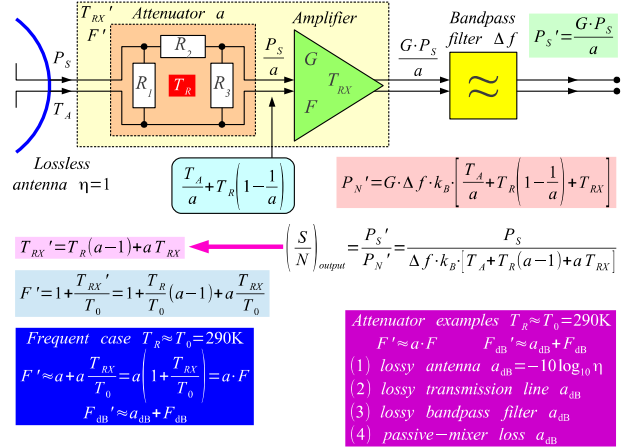 T_RX′ Attenuator a Amplifier Bandpass filter Δf
F′
P_S′=G·P_S/a
P_S R_2 P_S/a G G·P_S/a
R_1 T_R R_3 T_RX ≈
T_A F
Lossless
antenna η=1
T_A/a+T_R(1−1/a)
P_N′=G·Δf·k_B·[T_A/a+T_R(1−1/a)+T_RX]
T_RX′=T_R(a−1)+aT_RX
(S/N)_output=P_S′/P_N′=P_S/(Δf·k_B·[T_A+T_R(a−1)+aT_RX])
F′=1+T_RX′/T_0=1+T_R/T_0(a−1)+aT_RX/T_0
Frequent case T_R≈T_0=290K
F′≈a+aT_RX/T_0=a(1+T_RX/T_0)=a·F
F_dB′≈a_dB+F_dB
Attenuator examples T_R≈T_0=290K
F′≈a·F F_dB′≈a_dB+F_dB
(1) lossy antenna a_dB=−10log_10 η
(2) lossy transmission line a_dB
(3) lossy bandpass filter a_dB
(4) passive−mixer loss a_dB